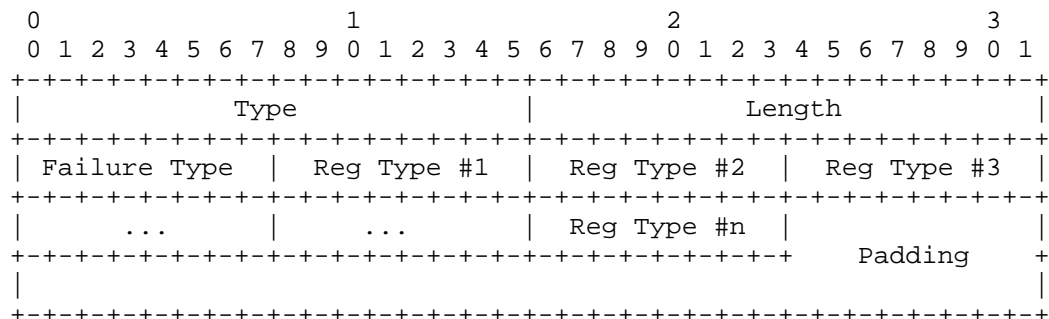 0                   1                   2                   3
 0 1 2 3 4 5 6 7 8 9 0 1 2 3 4 5 6 7 8 9 0 1 2 3 4 5 6 7 8 9 0 1
+-+-+-+-+-+-+-+-+-+-+-+-+-+-+-+-+-+-+-+-+-+-+-+-+-+-+-+-+-+-+-+-+
|             Type              |             Length            |
+-+-+-+-+-+-+-+-+-+-+-+-+-+-+-+-+-+-+-+-+-+-+-+-+-+-+-+-+-+-+-+-+
| Failure Type  |  Reg Type #1  |  Reg Type #2  |  Reg Type #3  |
+-+-+-+-+-+-+-+-+-+-+-+-+-+-+-+-+-+-+-+-+-+-+-+-+-+-+-+-+-+-+-+-+
|      ...      |     ...       |  Reg Type #n  |               |
+-+-+-+-+-+-+-+-+-+-+-+-+-+-+-+-+-+-+-+-+-+-+-+-+    Padding    +
|                                                               |
+-+-+-+-+-+-+-+-+-+-+-+-+-+-+-+-+-+-+-+-+-+-+-+-+-+-+-+-+-+-+-+-+